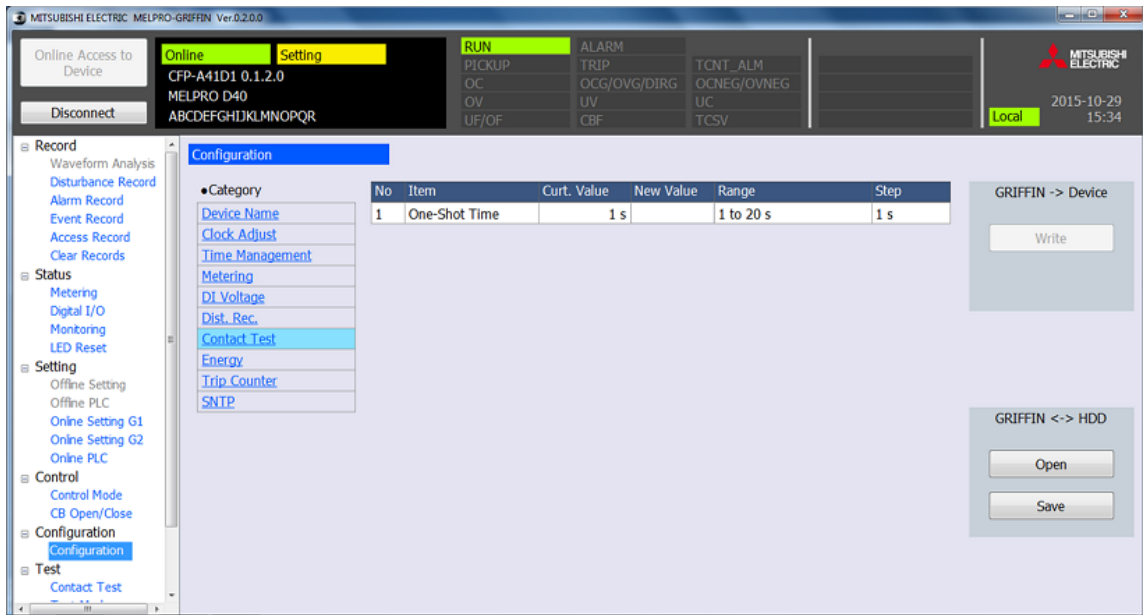 MITSUBISHI ELECTRIC MELPRO-GRIFFIN Ver.0.2.0.0
Online Access to
Device
Disconnect
Online Setting
CFP-A41D1 0.1.2.0
MELPRO D40
ABCDEFGHIJKLMNOPQR
RUN ALARM
PICKUP TRIP TCNT_ALM
OC OCG/OVG/DIRG OCNEG/OVNEG
OV UV UC
UF/OF CBF TCSV
MITSUBISHI
ELECTRIC
2015-10-29
Local 15:34
Record
Waveform Analysis
Disturbance Record
Alarm Record
Event Record
Access Record
Clear Records
Status
Metering
Digital I/O
Monitoring
LED Reset
Setting
Offline Setting
Offline PLC
Online Setting G1
Online Setting G2
Online PLC
Control
Control Mode
CB Open/Close
Configuration
Configuration
Test
Contact Test
Configuration
•Category
Device Name
Clock Adjust
Time Management
Metering
DI Voltage
Dist. Rec.
Contact Test
Energy
Trip Counter
SNTP
No Item Curt. Value New Value Range Step
1 One-Shot Time 1 s 1 to 20 s 1 s
GRIFFIN -> Device
Write
GRIFFIN <-> HDD
Open
Save